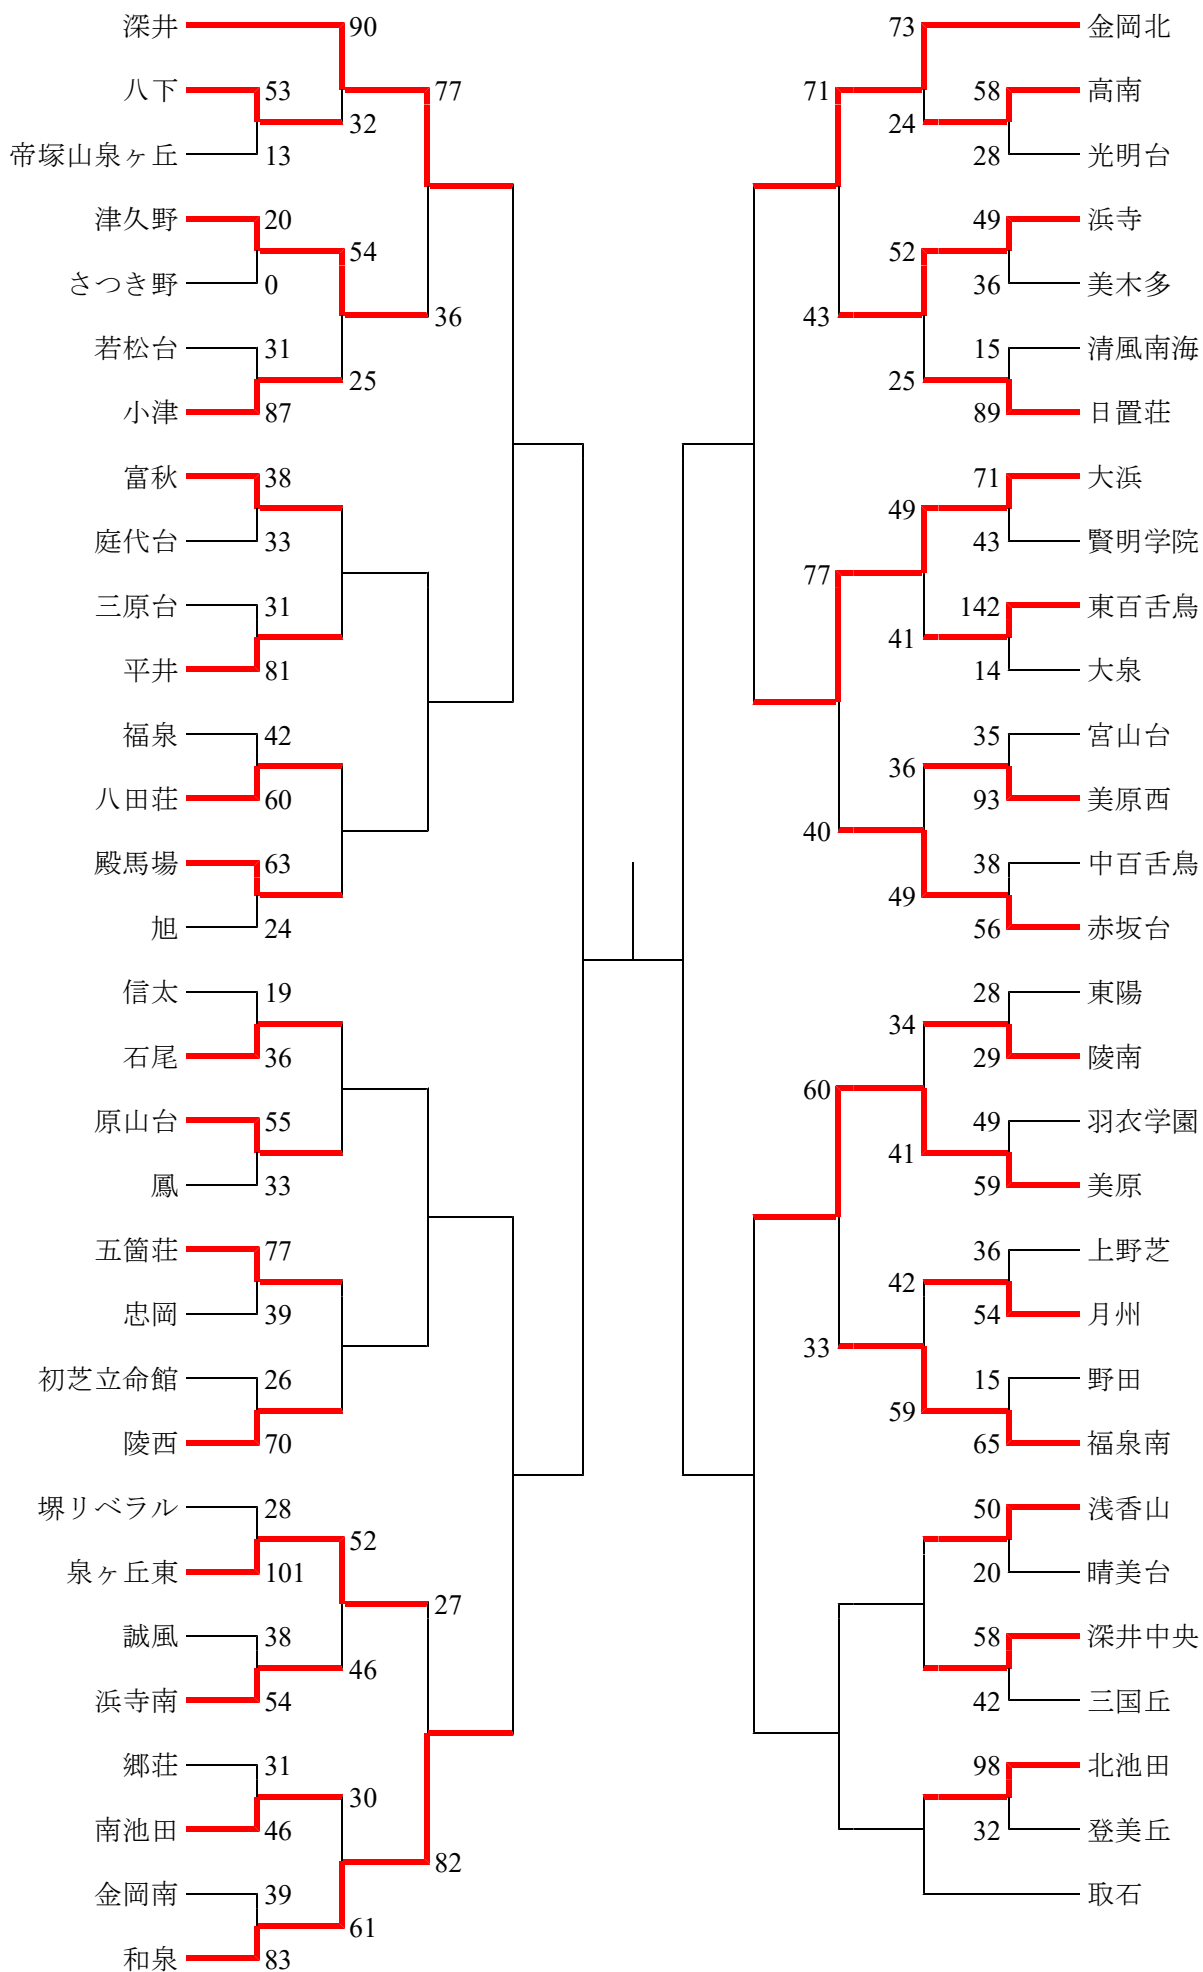 深井 90
八下 53
77
32
帝塚山泉ヶ丘 13
津久野 20
54
さつき野 0
36
若松台 31
25
小津 87
富秋 38
庭代台 33
三原台 31
平井 81
福泉 42
八田荘 60
殿馬場 63
旭 24
信太 19
石尾 36
原山台 55
鳳 33
五箇荘 77
忠岡 39
初芝立命館 26
陵西 70
堺リベラル 28
52
泉ヶ丘東 101
27
誠風 38
46
浜寺南 54
郷荘 31
30
南池田 46
82
金岡南 39
61
和泉 83
73 金岡北
71
58 高南
24
28 光明台
49 浜寺
52
36 美木多
43
15 清風南海
25
89 日置荘
71 大浜
49
43 賢明学院
77
142 東百舌鳥
41
14 大泉
35 宮山台
36
93 美原西
40
38 中百舌鳥
49
56 赤坂台
28 東陽
34
29 陵南
60
49 羽衣学園
41
59 美原
36 上野芝
42
54 月州
33
15 野田
59
65 福泉南
50 浅香山
20 晴美台
58 深井中央
42 三国丘
98 北池田
32 登美丘
取石